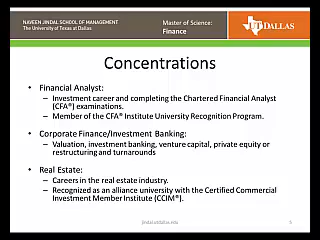 NAVEEN JINDAL SCHOOL OF MANAGEMENT
The University of Texas at Dallas
Master of Science:
Finance
UTD DALLAS
Concentrations
• Financial Analyst:
– Investment career and completing the Chartered Financial Analyst
(CFA®) examinations.
– Member of the CFA® Institute University Recognition Program.
• Corporate Finance/Investment Banking:
– Valuation, investment banking, venture capital, private equity or
restructuring and turnarounds
• Real Estate:
– Careers in the real estate industry.
– Recognized as an alliance university with the Certified Commercial
Investment Member Institute (CCIM®).
jindal.utdallas.edu